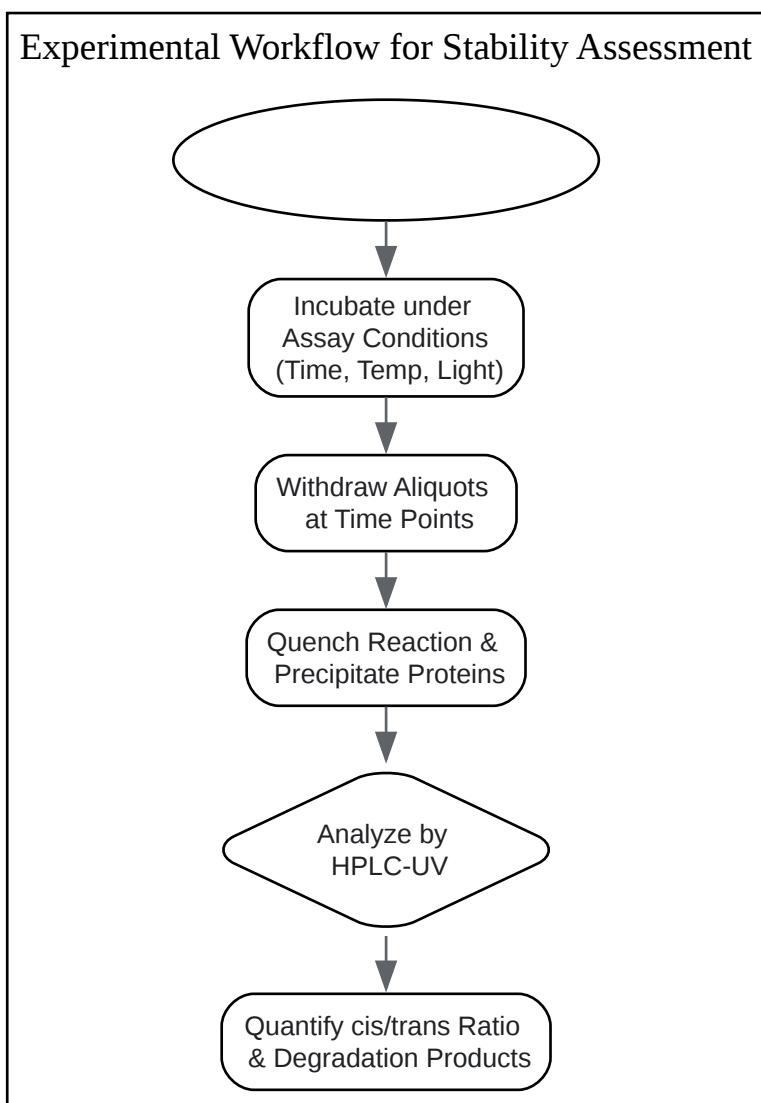 Experimental Workflow for Stability Assessment
Incubate under
Assay Conditions
(Time, Temp, Light)
Withdraw Aliquots
at Time Points
Quench Reaction &
Precipitate Proteins
Analyze by
HPLC-UV
Quantify cis/trans Ratio
& Degradation Products